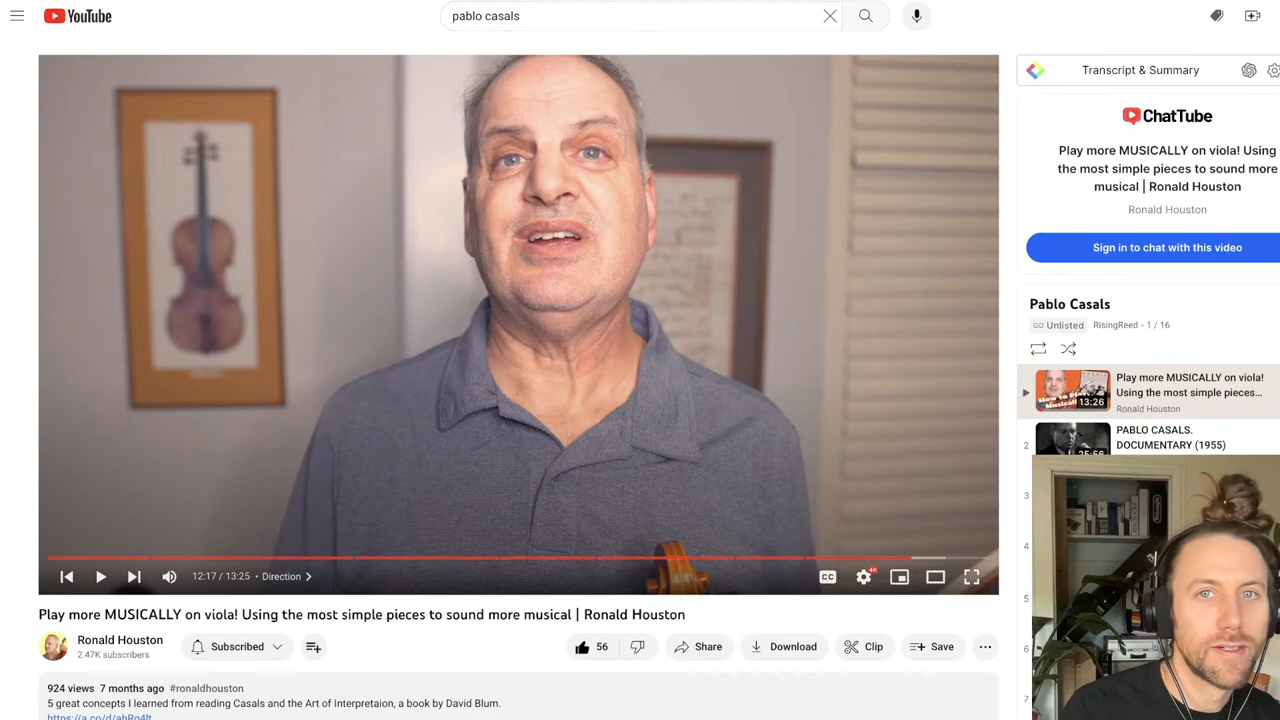 YouTube
pablo casals
Transcript & Summary
ChatTube
Play more MUSICALLY on viola! Using
the most simple pieces to sound more
musical | Ronald Houston
Ronald Houston
Sign in to chat with this video
Pablo Casals
Unlisted
RisingReed - 1 / 16
Play more MUSICALLY on viola!
Using the most simple pieces...
Ronald Houston
13:26
2
PABLO CASALS.
DOCUMENTARY (1955)
25:56
3
4
5
6
7
12:17 / 13:25 • Direction
CC
Play more MUSICALLY on viola! Using the most simple pieces to sound more musical | Ronald Houston
Ronald Houston
2.47K subscribers
Subscribed
56
Share
Download
Clip
Save
924 views 7 months ago #ronaldhouston
5 great concepts I learned from reading Casals and the Art of Interpretaion, a book by David Blum.